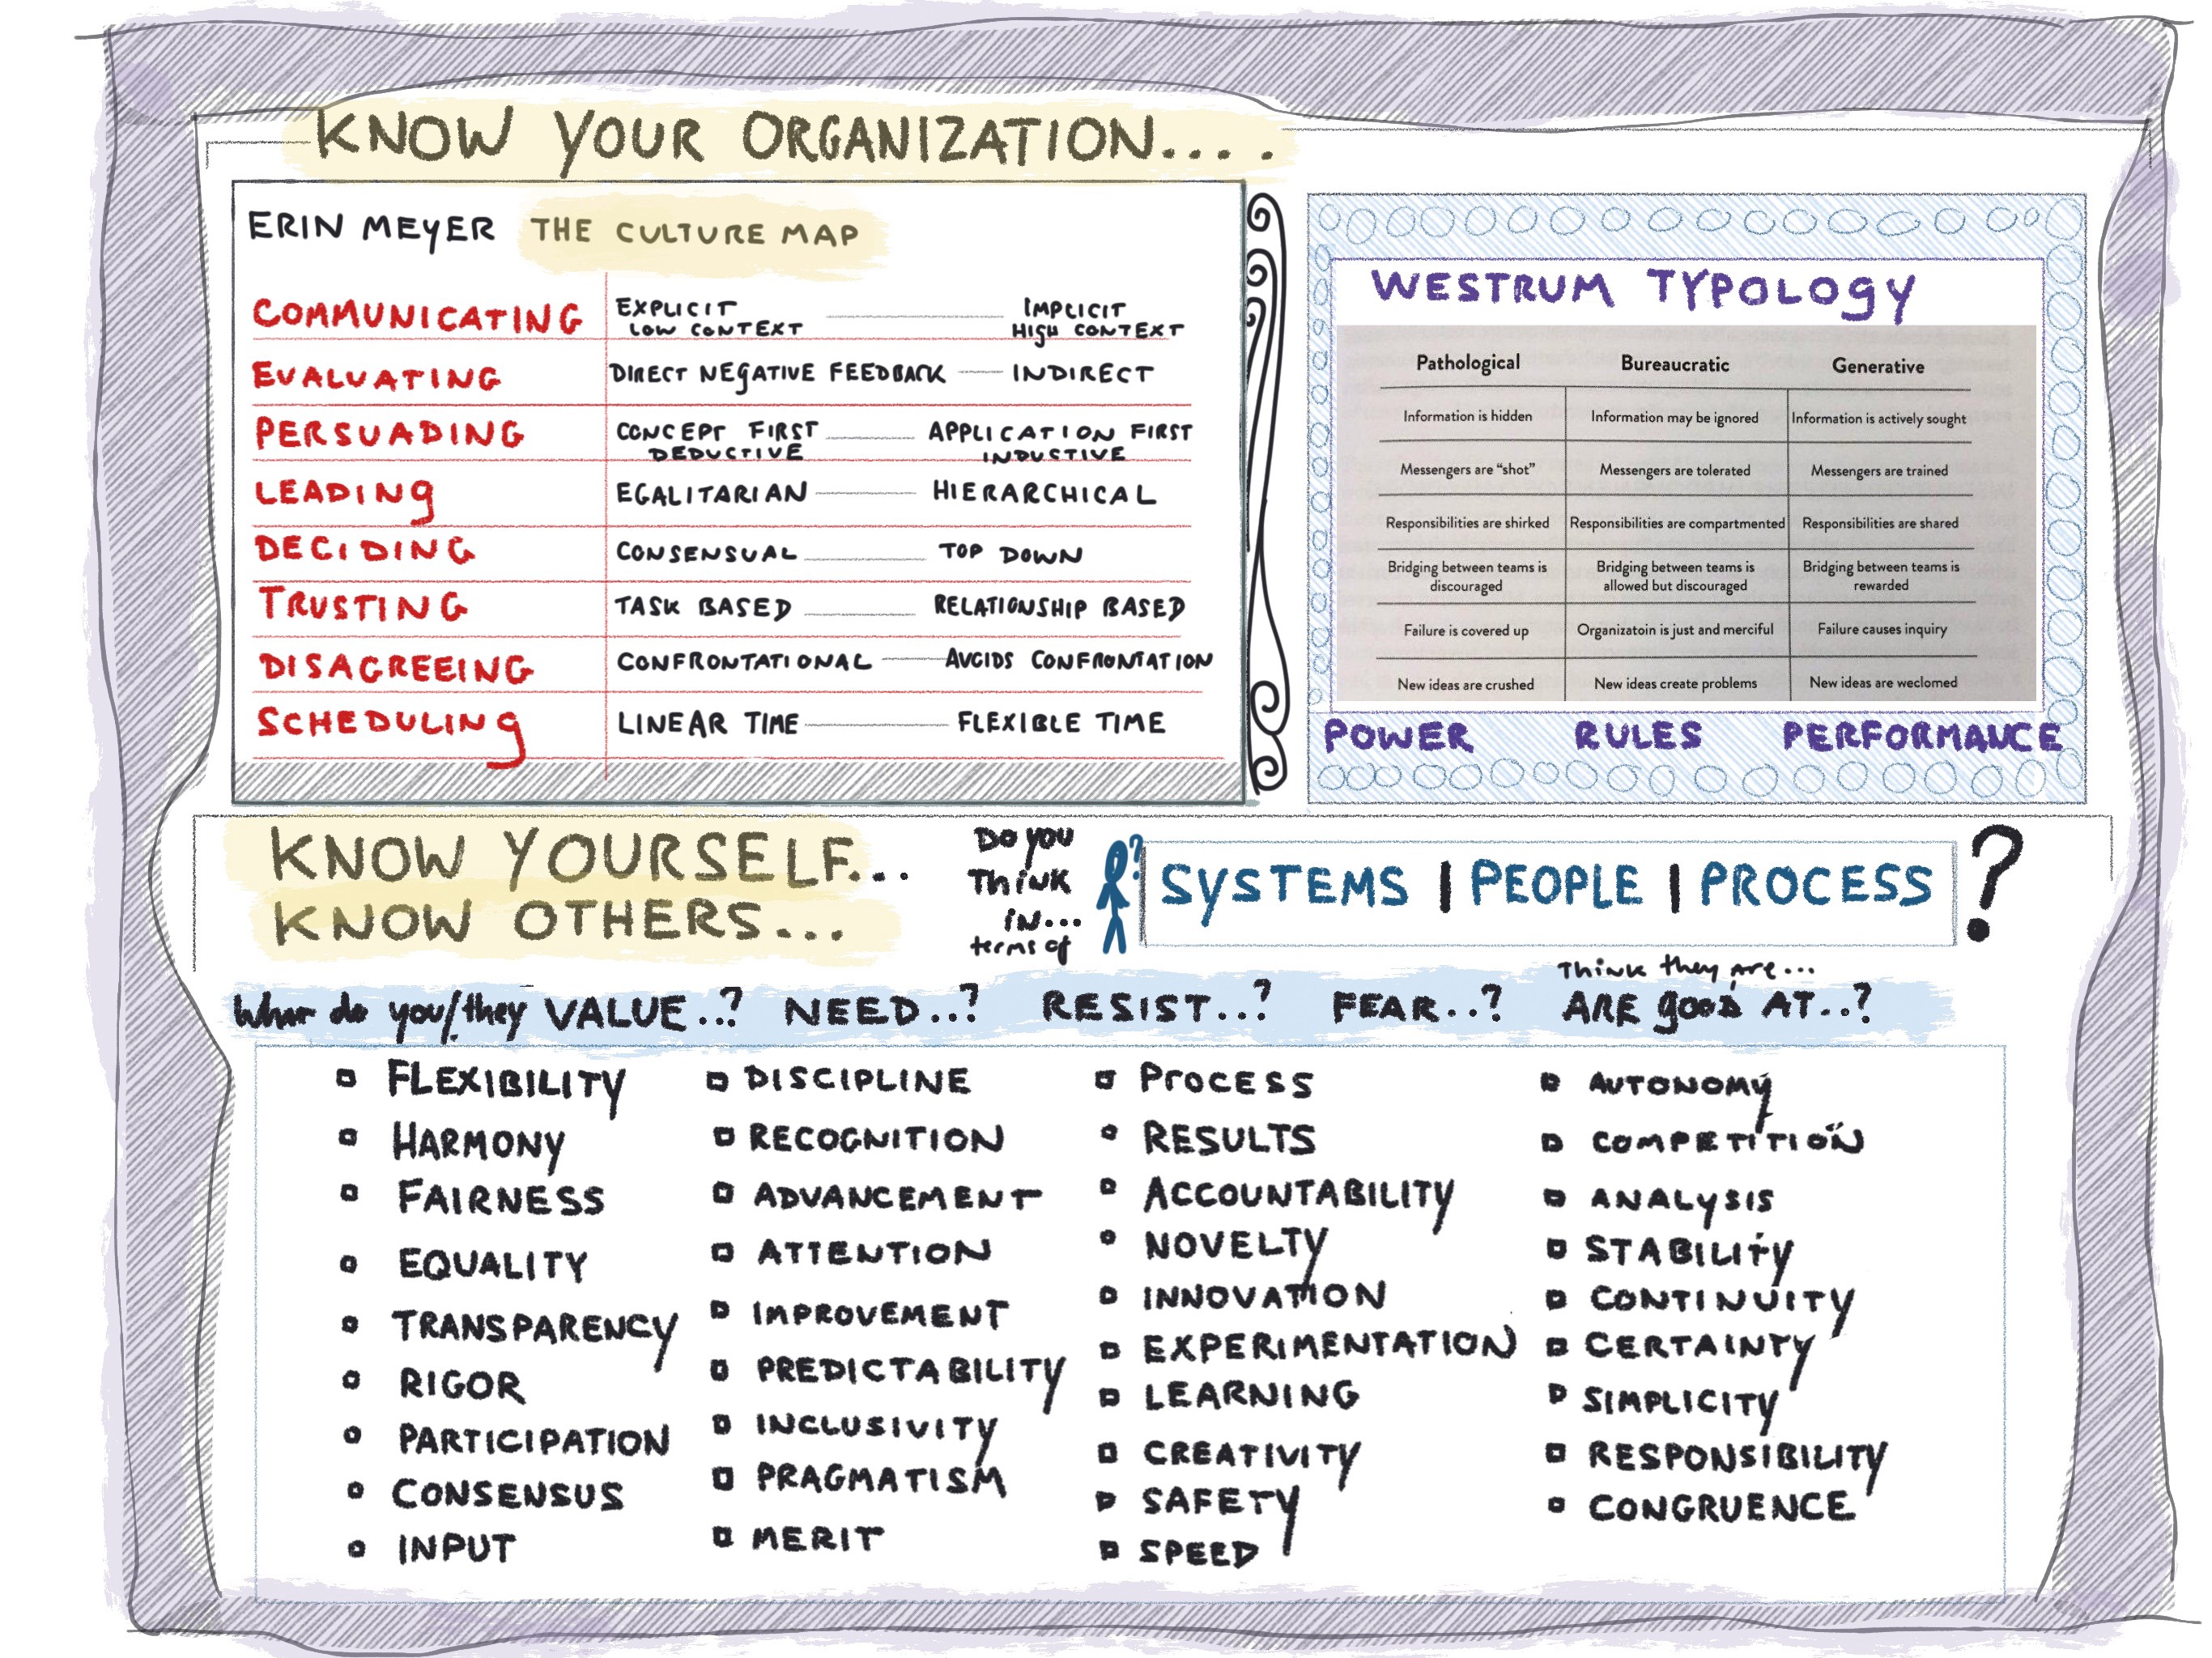 KNOW YOUR ORGANIZATION... .
ERIN MEYER THE CULTURE MAP
COMMUNICATING EXPLICIT LOW CONTEXT IMPLICIT HIGH CONTEXT
EVALUATING DIRECT NEGATIVE FEEDBACK INDIRECT
PERSUADING CONCEPT FIRST DEDUCTIVE APPLICATION FIRST INDUCTIVE
LEADING EGALITARIAN HIERARCHICAL
DECIDING CONSENSUAL TOP DOWN
TRUSTING TASK BASED RELATIONSHIP BASED
DISAGREEING CONFRONTATIONAL AVOIDS CONFRONTATION
SCHEDULING LINEAR TIME FLEXIBLE TIME
WESTRUM TYPOLOGY
Pathological Bureaucratic Generative
Information is hidden Information may be ignored Information is actively sought
Messengers are “shot” Messengers are tolerated Messengers are trained
Responsibilities are shirked Responsibilities are compartmented Responsibilities are shared
Bridging between teams is discouraged Bridging between teams is allowed but discouraged Bridging between teams is rewarded
Failure is covered up Organizatoin is just and merciful Failure causes inquiry
New ideas are crushed New ideas create problems New ideas are weclomed
POWER RULES PERFORMANCE
KNOW YOURSELF...
KNOW OTHERS...
DO YOU
THINK
IN...
terms of
? SYSTEMS | PEOPLE | PROCESS ?
Think they are...
What do you/they VALUE..? NEED..? RESIST..? FEAR..? ARE good AT..?
FLEXIBILITY
HARMONY
FAIRNESS
EQUALITY
TRANSPARENCY
RIGOR
PARTICIPATION
CONSENSUS
INPUT
DISCIPLINE
RECOGNITION
ADVANCEMENT
ATTENTION
IMPROVEMENT
PREDICTABILITY
INCLUSIVITY
PRAGMATISM
MERIT
PROCESS
RESULTS
ACCOUNTABILITY
NOVELTY
INNOVATION
EXPERIMENTATION
LEARNING
CREATIVITY
SAFETY
SPEED
AUTONOMY
COMPETITION
ANALYSIS
STABILITY
CONTINUITY
CERTAINTY
SIMPLICITY
RESPONSIBILITY
CONGRUENCE